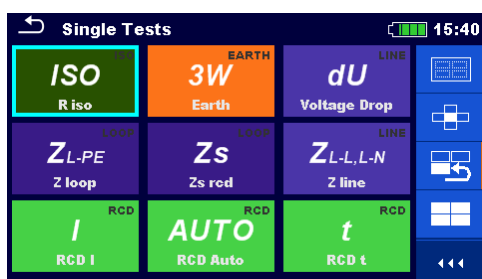 Single Tests 15:40
ISO EARTH LINE
ISO 3W dU
R iso Earth Voltage Drop
LOOP LOOP LINE
ZL-PE Zs ZL-L,L-N
Z loop Zs rcd Z line
RCD RCD RCD
I AUTO t
RCD I RCD Auto RCD t